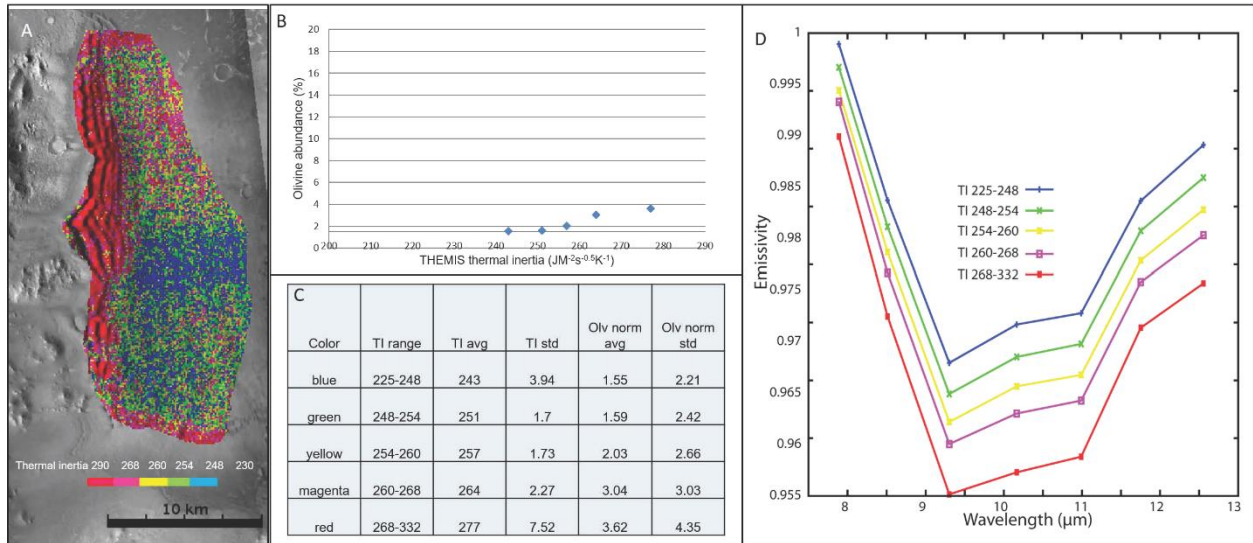 A
Thermal inertia 290 268 260 254 248 230
10 km
B
Olivine abundance (%)
20
18
16
14
12
10
8
6
4
2
0
200 210 220 230 240 250 260 270 280 290
THEMIS thermal inertia (JM⁻²s⁻⁰·⁵K⁻¹)
C
Color TI range TI avg TI std Olv norm avg Olv norm std
blue 225-248 243 3.94 1.55 2.21
green 248-254 251 1.7 1.59 2.42
yellow 254-260 257 1.73 2.03 2.66
magenta 260-268 264 2.27 3.04 3.03
red 268-332 277 7.52 3.62 4.35
D
Emissivity
1
0.995
0.99
0.985
0.98
0.975
0.97
0.965
0.96
0.955
TI 225-248
TI 248-254
TI 254-260
TI 260-268
TI 268-332
8 9 10 11 12 13
Wavelength (µm)